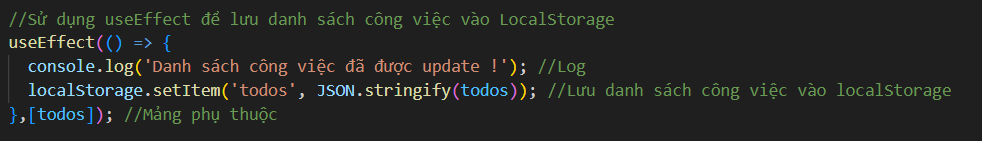 //Sử dụng useEffect để lưu danh sách công việc vào LocalStorage
useEffect(() => {
  console.log('Danh sách công việc đã được update !'); //Log
  localStorage.setItem('todos', JSON.stringify(todos)); //Lưu danh sách công việc vào localStorage
},[todos]); //Mảng phụ thuộc